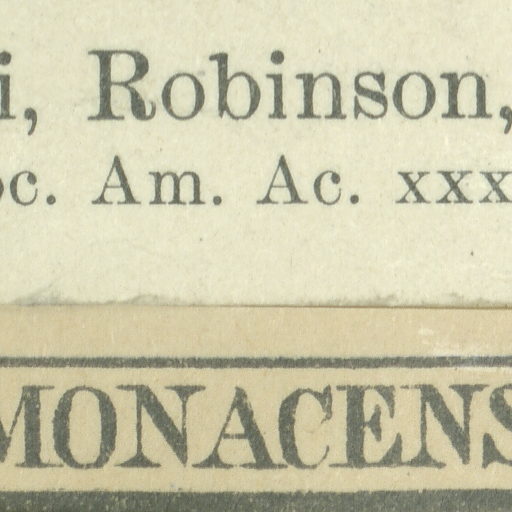 i, Robinson,
oc. Am. Ac. xxx
MONACENS